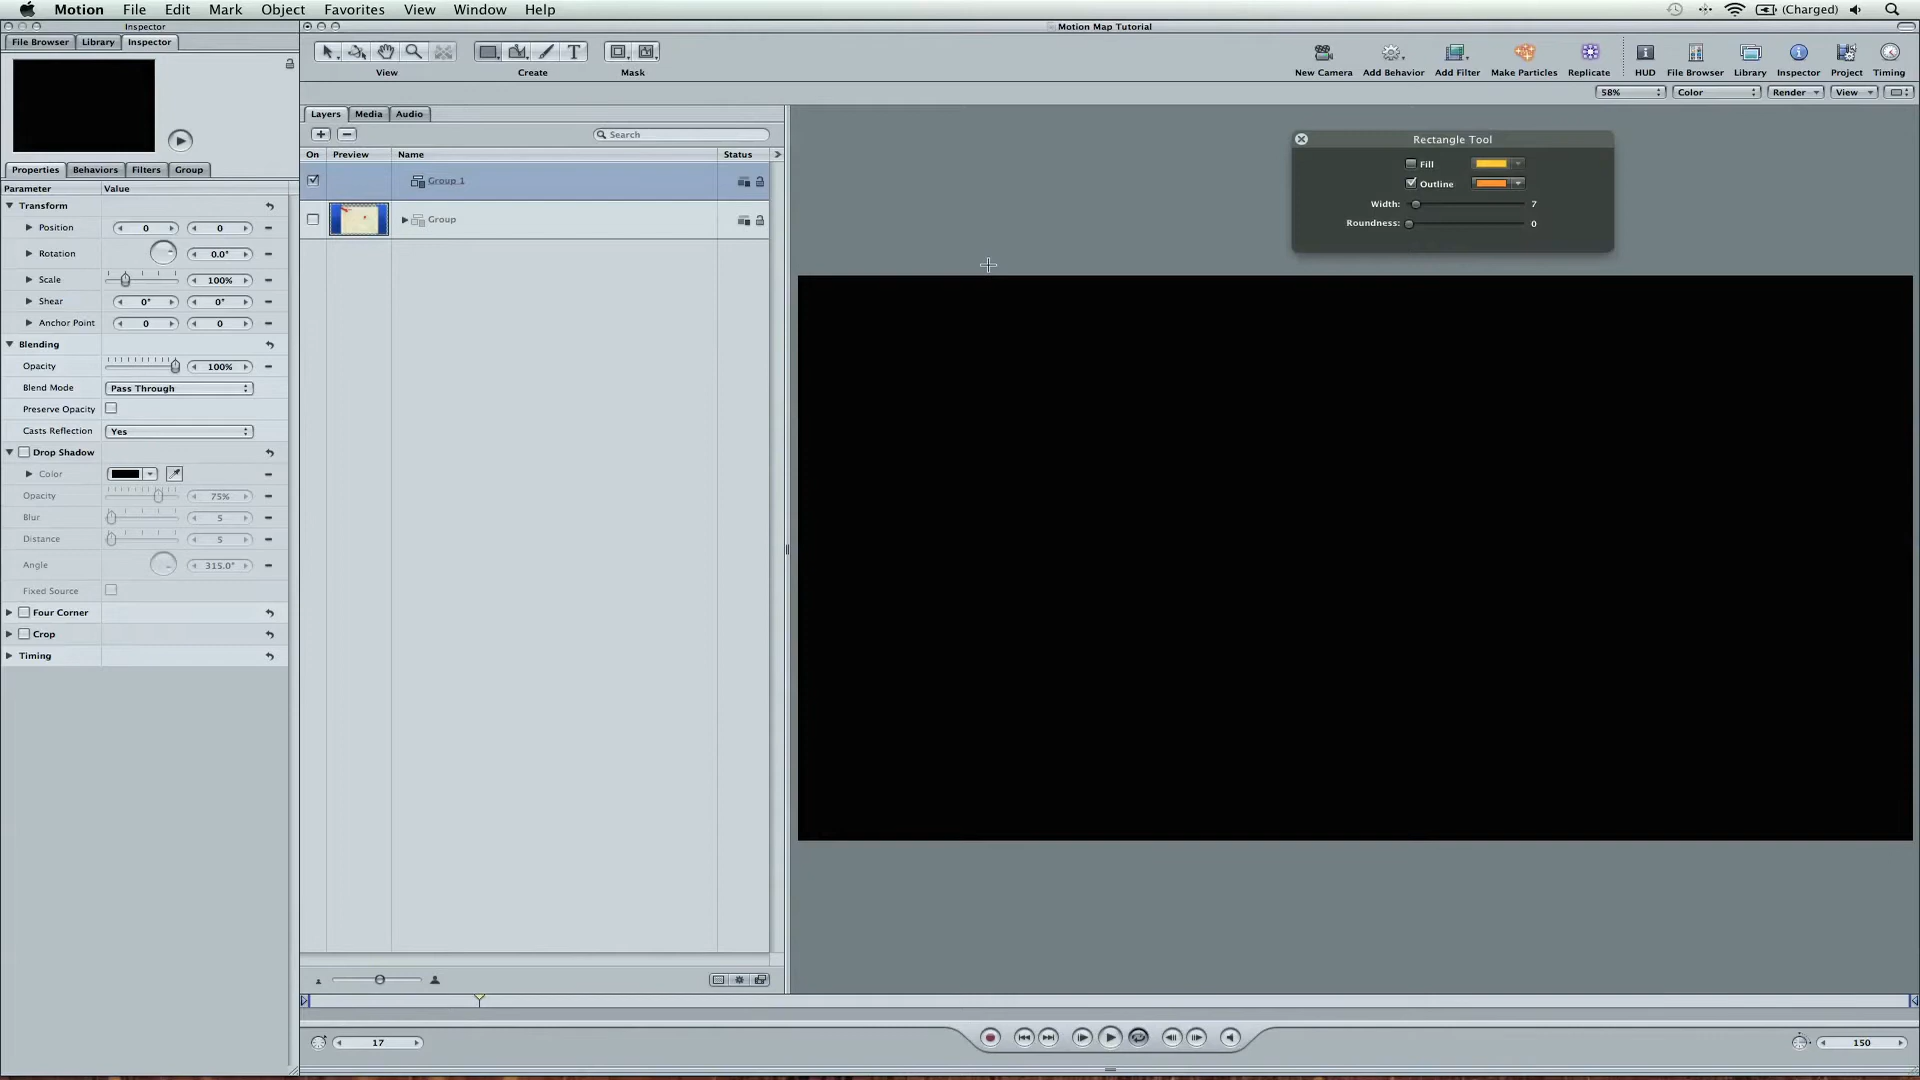 Motion File Edit Mark Object Favorites View Window Help (Charged)
Inspector
Motion Map Tutorial
File Browser Library Inspector
View Create Mask
New Camera Add Behavior Add Filter Make Particles Replicate HUD File Browser Library Inspector Project Timing
58% Color Render View
Layers Media Audio
Search
On Preview Name Status
Group 1
Group
Rectangle Tool
Fill
Outline
Width: 7
Roundness: 0
Properties Behaviors Filters Group
Parameter Value
Transform
Position 0 0
Rotation 0.0°
Scale 100%
Shear 0° 0°
Anchor Point 0 0
Blending
Opacity 100%
Blend Mode Pass Through
Preserve Opacity
Casts Reflection Yes
Drop Shadow
Color
Opacity 75%
Blur 5
Distance 5
Angle 315.0°
Fixed Source
Four Corner
Crop
Timing
17
150